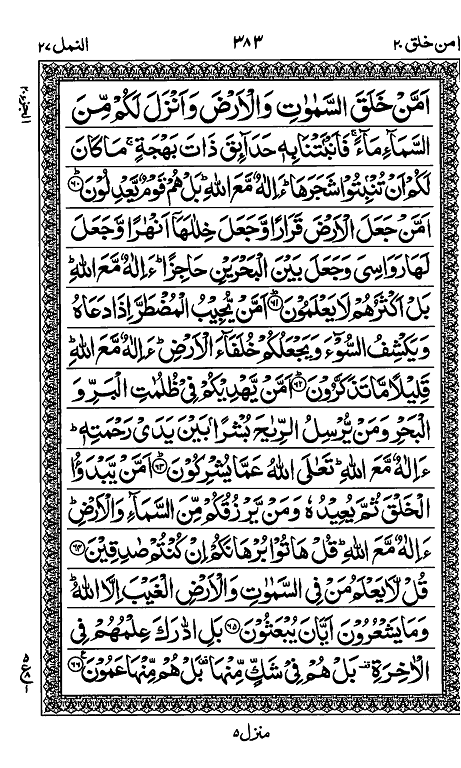 امن خلق ٢٠ ٣٨٣ النمل ٢٧
اَمَّنْ خَلَقَ السَّمٰوٰتِ وَالْاَرْضَ وَاَنْزَلَ لَكُمْ مِّنَ
السَّمَآءِ مَآءً ۚ فَاَنْۢبَتْنَا بِهٖ حَدَآئِقَ ذَاتَ بَهْجَةٍ ۚ مَا كَانَ
لَكُمْ اَنْ تُنْۢبِتُوْا شَجَرَهَا ؕ ءَاِلٰهٌ مَّعَ اللّٰهِ ؕ بَلْ هُمْ قَوْمٌ يَّعْدِلُوْنَ ؕ﴿٦٠﴾
اَمَّنْ جَعَلَ الْاَرْضَ قَرَارًا وَّجَعَلَ خِلٰلَهَاۤ اَنْهٰرًا وَّجَعَلَ
لَهَا رَوَاسِىَ وَجَعَلَ بَيْنَ الْبَحْرَيْنِ حَاجِزًا ؕ ءَاِلٰهٌ مَّعَ اللّٰهِ ؕ
بَلْ اَكْثَرُهُمْ لَا يَعْلَمُوْنَ ؕ﴿٦١﴾ اَمَّنْ يُّجِيْبُ الْمُضْطَرَّ اِذَا دَعَاهُ
وَيَكْشِفُ السُّوْٓءَ وَيَجْعَلُكُمْ خُلَفَآءَ الْاَرْضِ ؕ ءَاِلٰهٌ مَّعَ اللّٰهِ ؕ
قَلِيْلًا مَّا تَذَكَّرُوْنَ ؕ﴿٦٢﴾ اَمَّنْ يَّهْدِيْكُمْ فِىْ ظُلُمٰتِ الْبَرِّ وَ
الْبَحْرِ وَمَنْ يُّرْسِلُ الرِّيٰحَ بُشْرًۢا بَيْنَ يَدَىْ رَحْمَتِهٖ ؕ
ءَاِلٰهٌ مَّعَ اللّٰهِ ؕ تَعٰلَى اللّٰهُ عَمَّا يُشْرِكُوْنَ ؕ﴿٦٣﴾ اَمَّنْ يَّبْدَؤُا
الْخَلْقَ ثُمَّ يُعِيْدُهٗ وَمَنْ يَّرْزُقُكُمْ مِّنَ السَّمَآءِ وَالْاَرْضِ ؕ
ءَاِلٰهٌ مَّعَ اللّٰهِ ؕ قُلْ هَاتُوْا بُرْهَانَكُمْ اِنْ كُنْتُمْ صٰدِقِيْنَ ﴿٦٤﴾
قُلْ لَّا يَعْلَمُ مَنْ فِى السَّمٰوٰتِ وَالْاَرْضِ الْغَيْبَ اِلَّا اللّٰهُ ؕ
وَمَا يَشْعُرُوْنَ اَيَّانَ يُبْعَثُوْنَ ﴿٦٥﴾ بَلِ ادّٰرَكَ عِلْمُهُمْ فِى
الْاٰخِرَةِ ۫ بَلْ هُمْ فِىْ شَكٍّ مِّنْهَا ۫ بَلْ هُمْ مِّنْهَا عَمُوْنَ ﴿٦٦﴾
منزل ٥